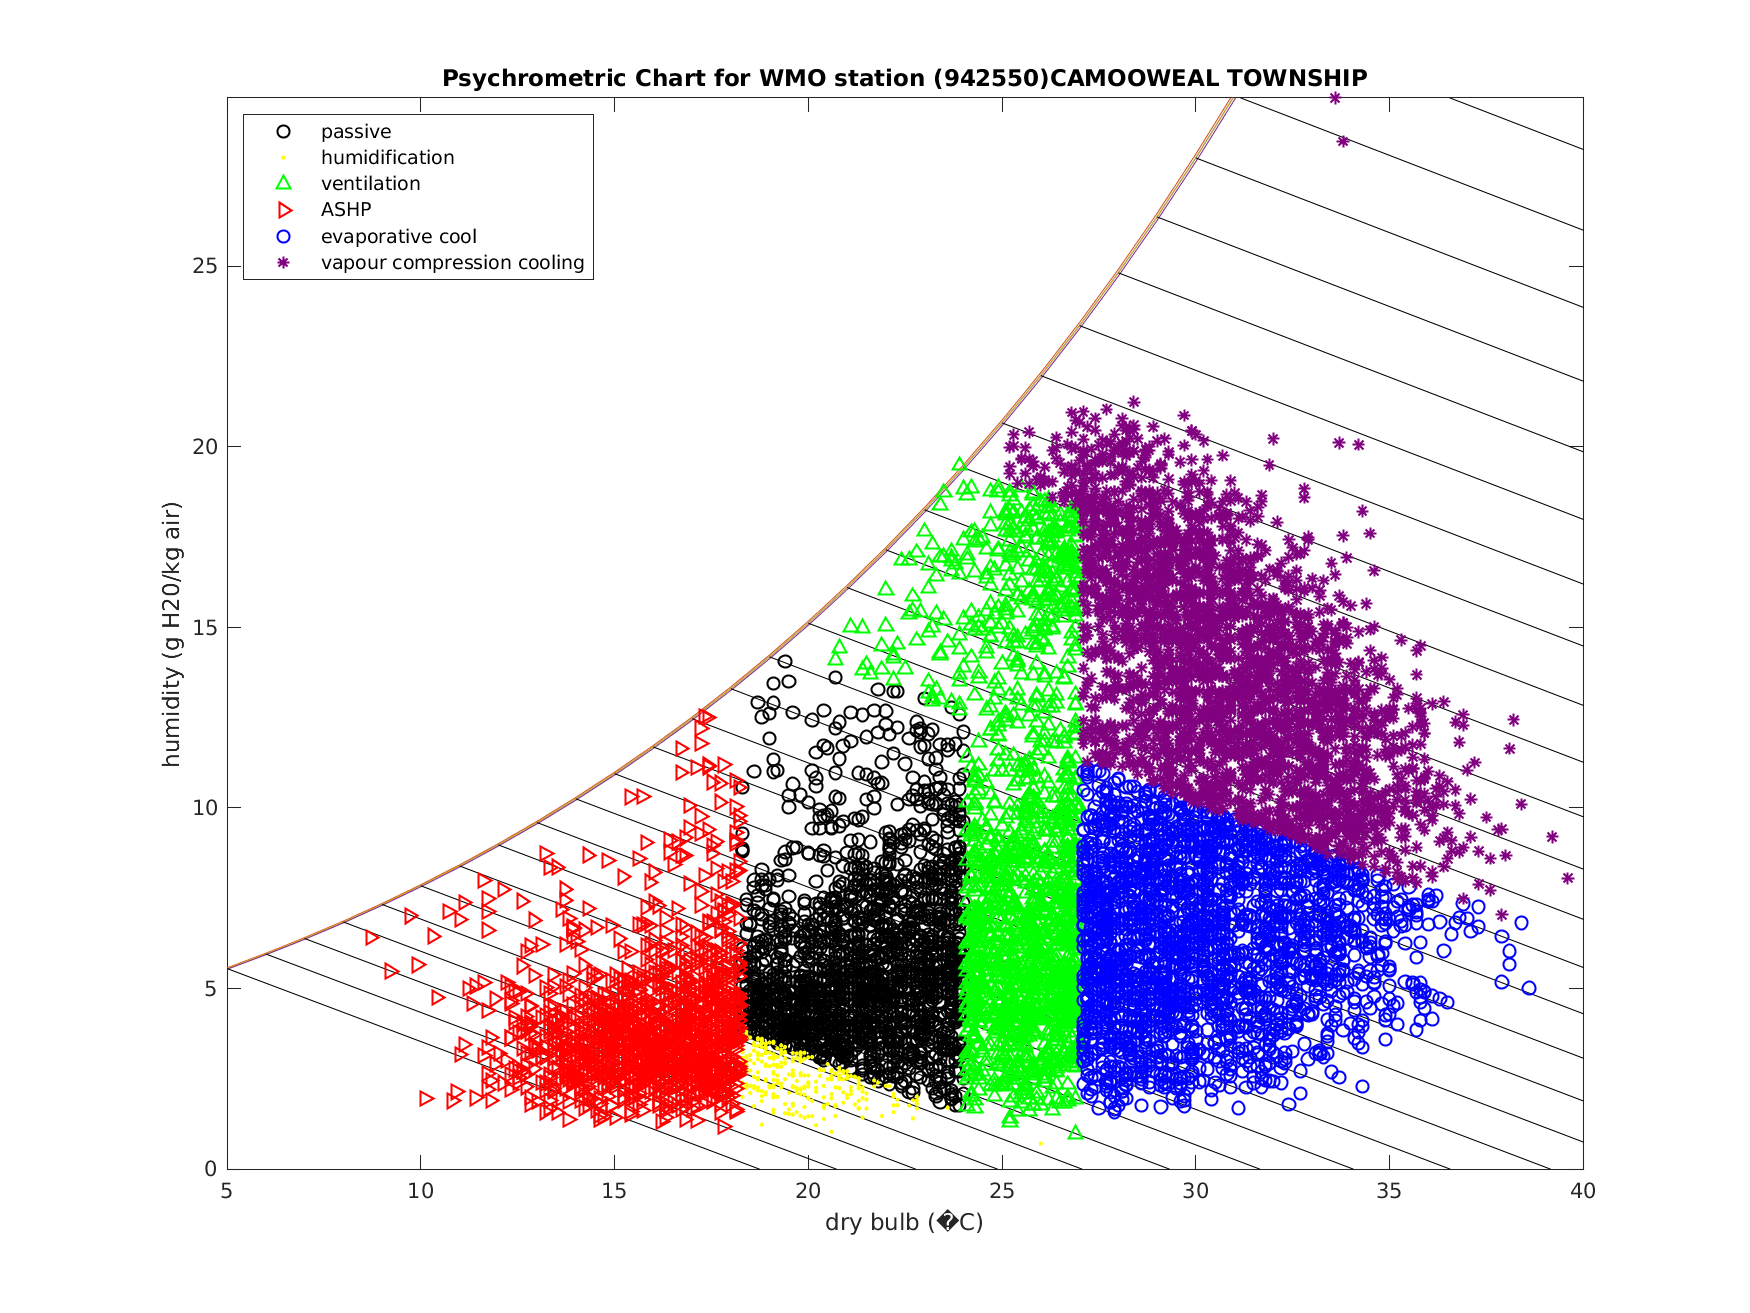 Psychrometric Chart for WMO station (942550)CAMOOWEAL TOWNSHIP
passive
humidification
ventilation
ASHP
evaporative cool
vapour compression cooling
humidity (g H20/kg air)
25
20
15
10
5
0
5 10 15 20 25 30 35 40
dry bulb (�C)